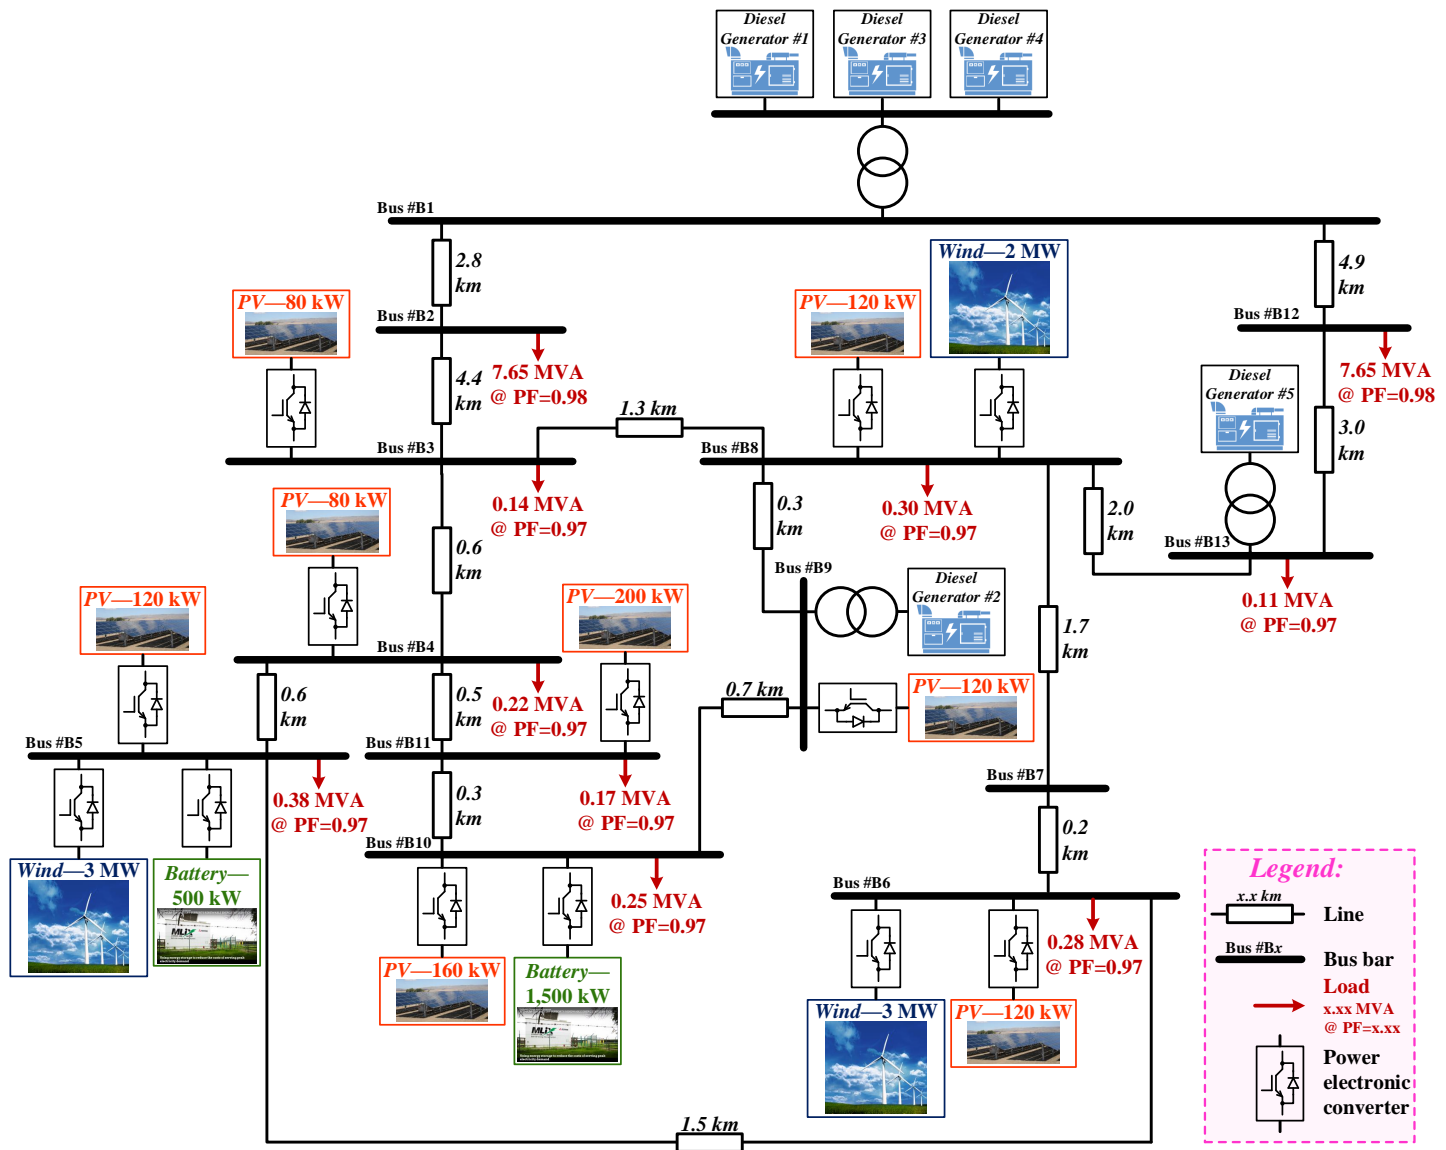 Diesel
Generator #1
Diesel
Generator #3
Diesel
Generator #4
Bus #B1
2.8
km
4.9
km
Wind—2 MW
PV—80 kW
PV—120 kW
Bus #B2
7.65 MVA
@ PF=0.98
Bus #B12
7.65 MVA
@ PF=0.98
4.4
km
Diesel
Generator #5
3.0
km
1.3 km
Bus #B3
Bus #B8
0.14 MVA
@ PF=0.97
0.30 MVA
@ PF=0.97
PV—80 kW
0.3
km
2.0
km
0.6
km
Bus #B13
0.11 MVA
@ PF=0.97
Bus #B9
Diesel
Generator #2
PV—120 kW
PV—200 kW
1.7
km
Bus #B4
0.6
km
0.5
km
0.22 MVA
@ PF=0.97
0.7 km
PV—120 kW
Bus #B5
Bus #B11
0.38 MVA
@ PF=0.97
0.3
km
0.17 MVA
@ PF=0.97
Bus #B7
0.2
km
Bus #B10
Wind—3 MW
Battery—
500 kW
MLiX
0.25 MVA
@ PF=0.97
Bus #B6
0.28 MVA
@ PF=0.97
PV—160 kW
Battery—
1,500 kW
MLiX
Wind—3 MW
PV—120 kW
1.5 km
Legend:
x.x km
Line
Bus #Bx
Bus bar
Load
x.xx MVA
@ PF=x.xx
Power
electronic
converter